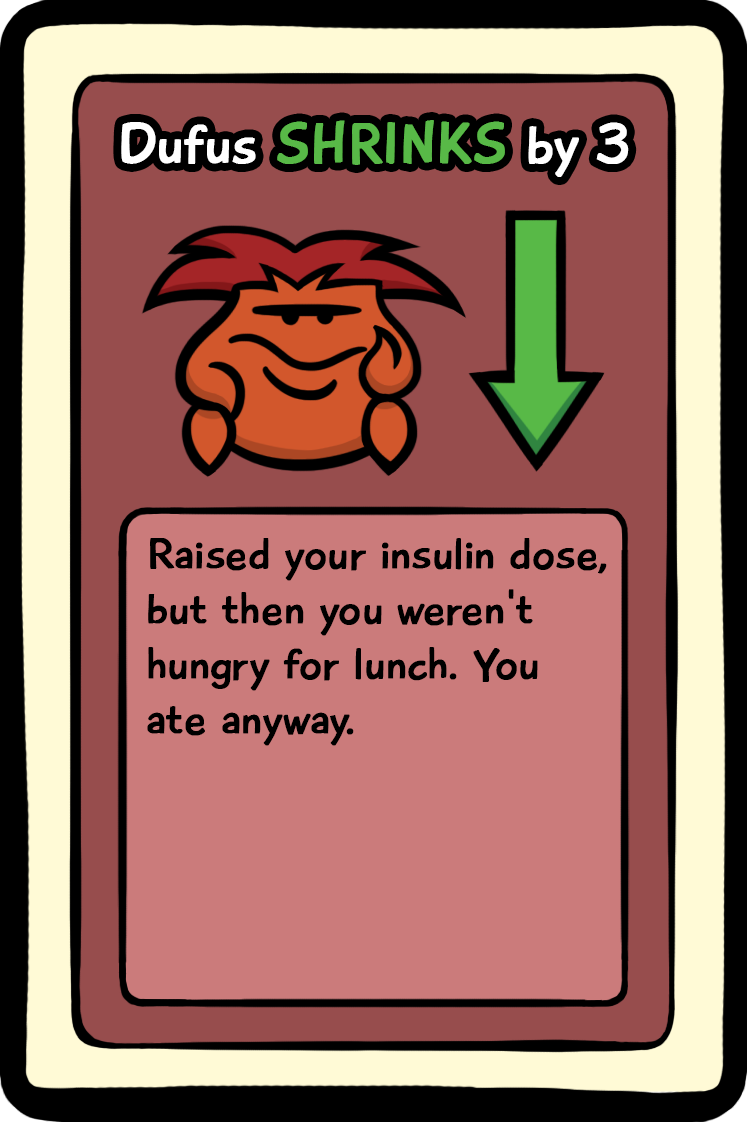 Dufus SHRINKS by 3
Raised your insulin dose,
but then you weren't
hungry for lunch. You
ate anyway.